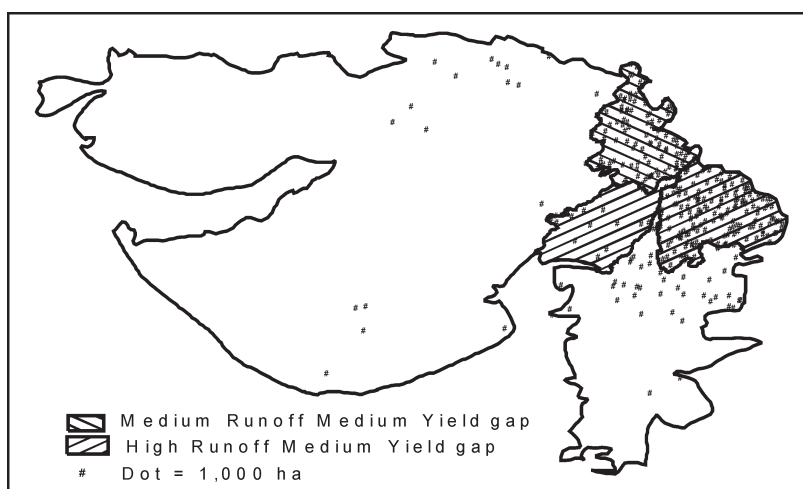 Medium Runoff Medium Yield gap
High Runoff Medium Yield gap
# Dot = 1,000 ha